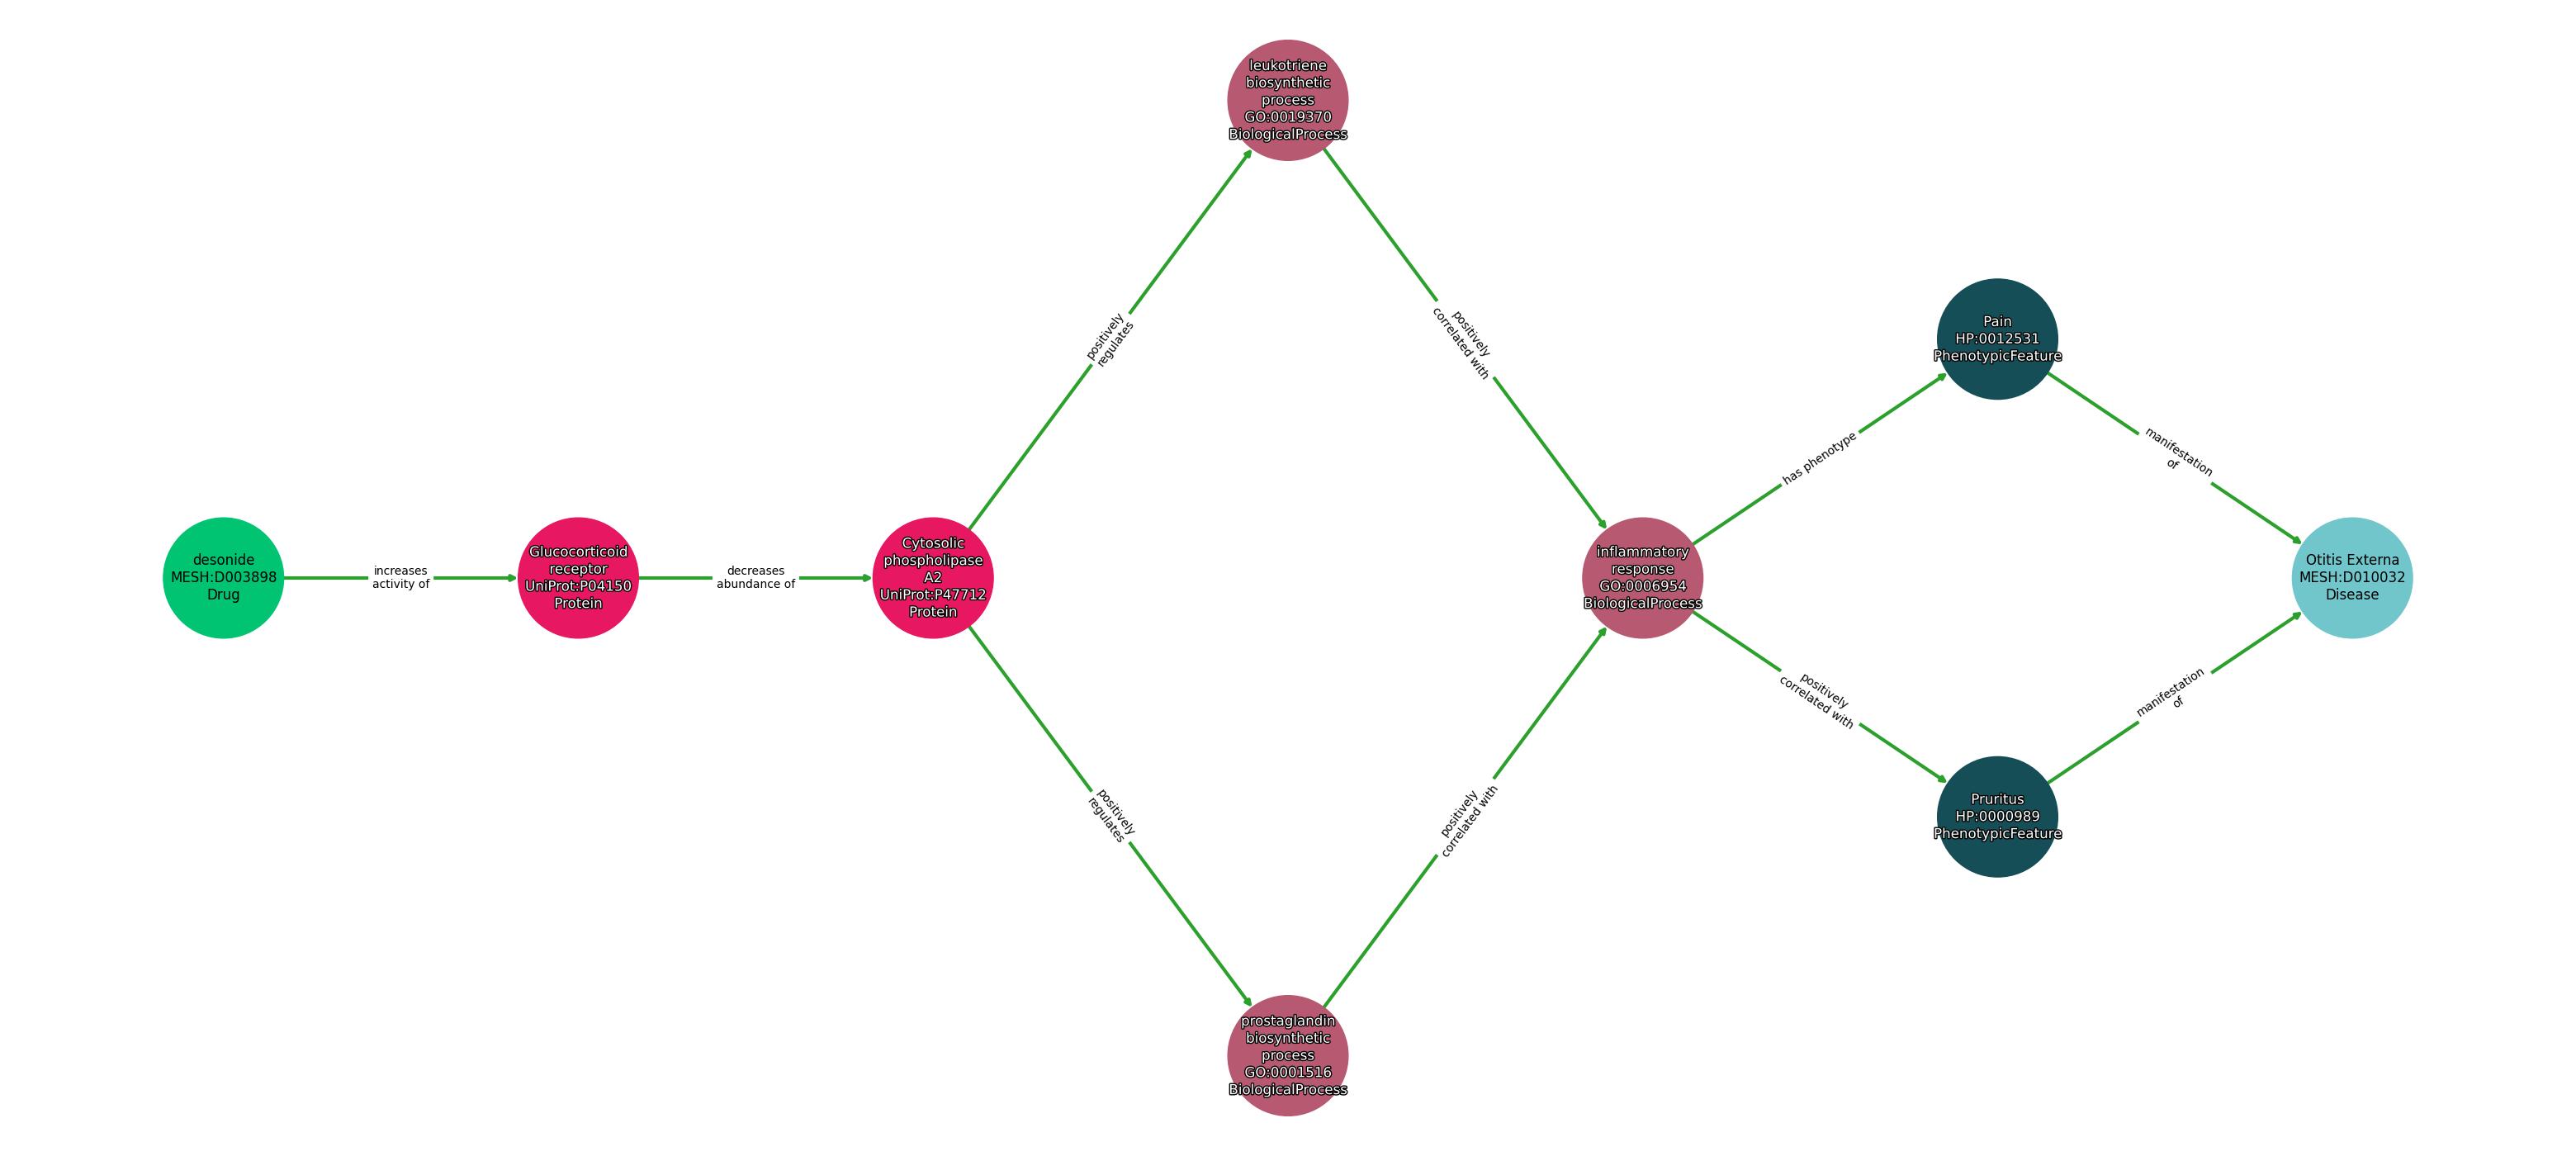 leukotriene
biosynthetic
process
GO:0019370
BiologicalProcess
positively
regulates
positively
correlated with
Pain
HP:0012531
PhenotypicFeature
has phenotype
manifestation
of
desonide
MESH:D003898
Drug
increases
activity of
Glucocorticoid
receptor
UniProt:P04150
Protein
decreases
abundance of
Cytosolic
phospholipase
A2
UniProt:P47712
Protein
inflammatory
response
GO:0006954
BiologicalProcess
Otitis Externa
MESH:D010032
Disease
positively
correlated with
manifestation
of
Pruritus
HP:0000989
PhenotypicFeature
positively
regulates
positively
correlated with
prostaglandin
biosynthetic
process
GO:0001516
BiologicalProcess